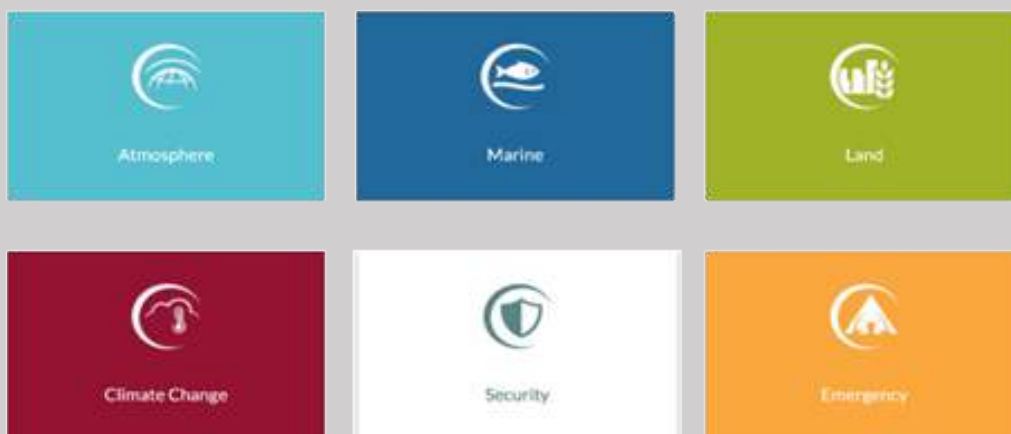 Atmosphere
Marine
Land
Climate Change
Security
Emergency